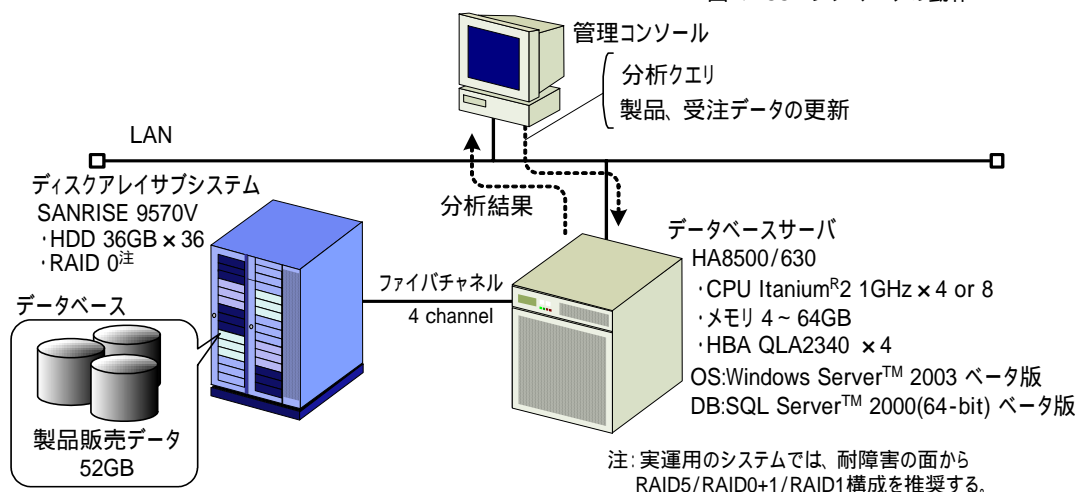 管理コンソール
分析クエリ
製品、受注データの更新
LAN
ディスクアレイサブシステム
SANRISE 9570V
・HDD 36GB×36
・RAID 0注
分析結果
データベースサーバ
HA8500/630
・CPU ItaniumR2 1GHz×4 or 8
・メモリ 4~64GB
・HBA QLA2340 ×4
OS:Windows ServerTM 2003 ベータ版
DB:SQL ServerTM 2000(64-bit) ベータ版
ファイバチャネル
4 channel
データベース
製品販売データ
52GB
注:実運用のシステムでは、耐障害の面から
RAID5/RAID0+1/RAID1構成を推奨する。